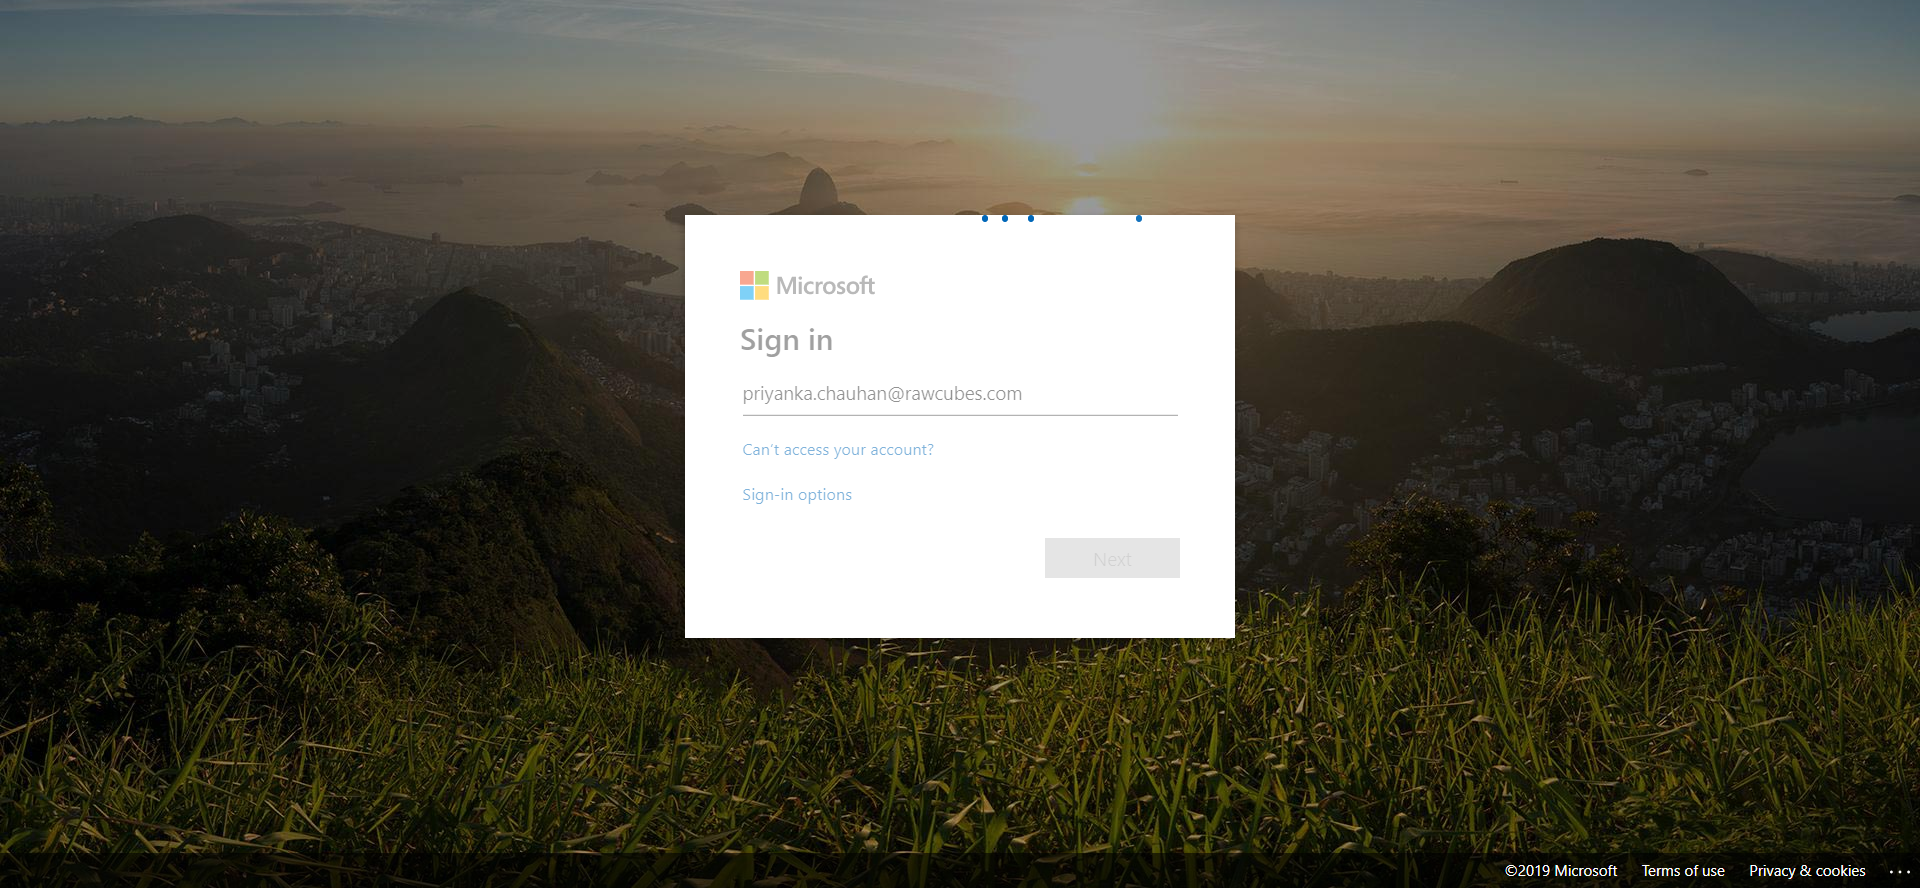 Microsoft
Sign in
priyanka.chauhan@rawcubes.com
Can't access your account?
Sign-in options
Next
©2019 Microsoft Terms of use Privacy & cookies ...